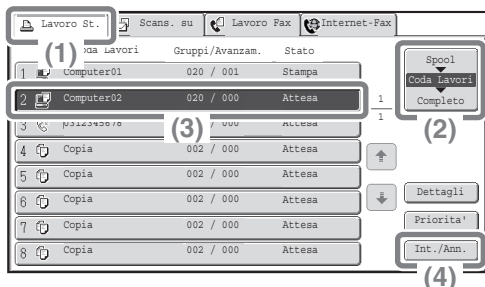 Lavoro St. Scans. su Lavoro Fax Internet-Fax
(1)
Coda Lavori Gruppi/Avanzam. Stato
1 Computer01 020 / 001 Stampa
2 Computer02 020 / 000 Attesa
3 0312345678 (3) 000 Attesa
4 Copia 002 / 000 Attesa
5 Copia 002 / 000 Attesa
6 Copia 002 / 000 Attesa
7 Copia 002 / 000 Attesa
8 Copia 002 / 000 Attesa
1
1
Spool
Coda Lavori
Completo
(2)
Dettagli
Priorita'
Int./Ann.
(4)